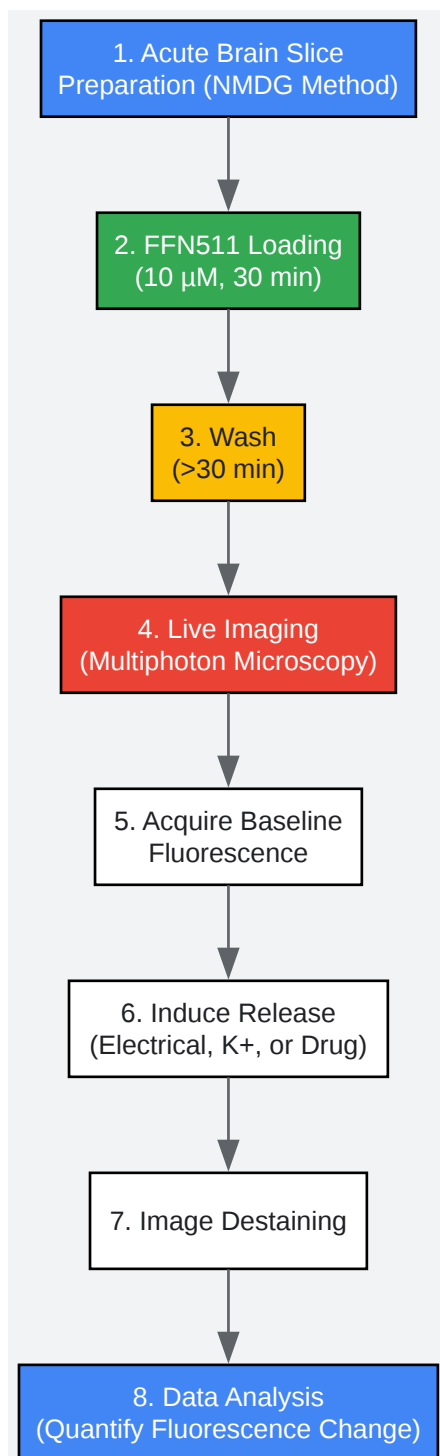 1. Acute Brain Slice
Preparation (NMDG Method)
2. FFN511 Loading
(10 µM, 30 min)
3. Wash
(>30 min)
4. Live Imaging
(Multiphoton Microscopy)
5. Acquire Baseline
Fluorescence
6. Induce Release
(Electrical, K+, or Drug)
7. Image Destaining
8. Data Analysis
(Quantify Fluorescence Change)